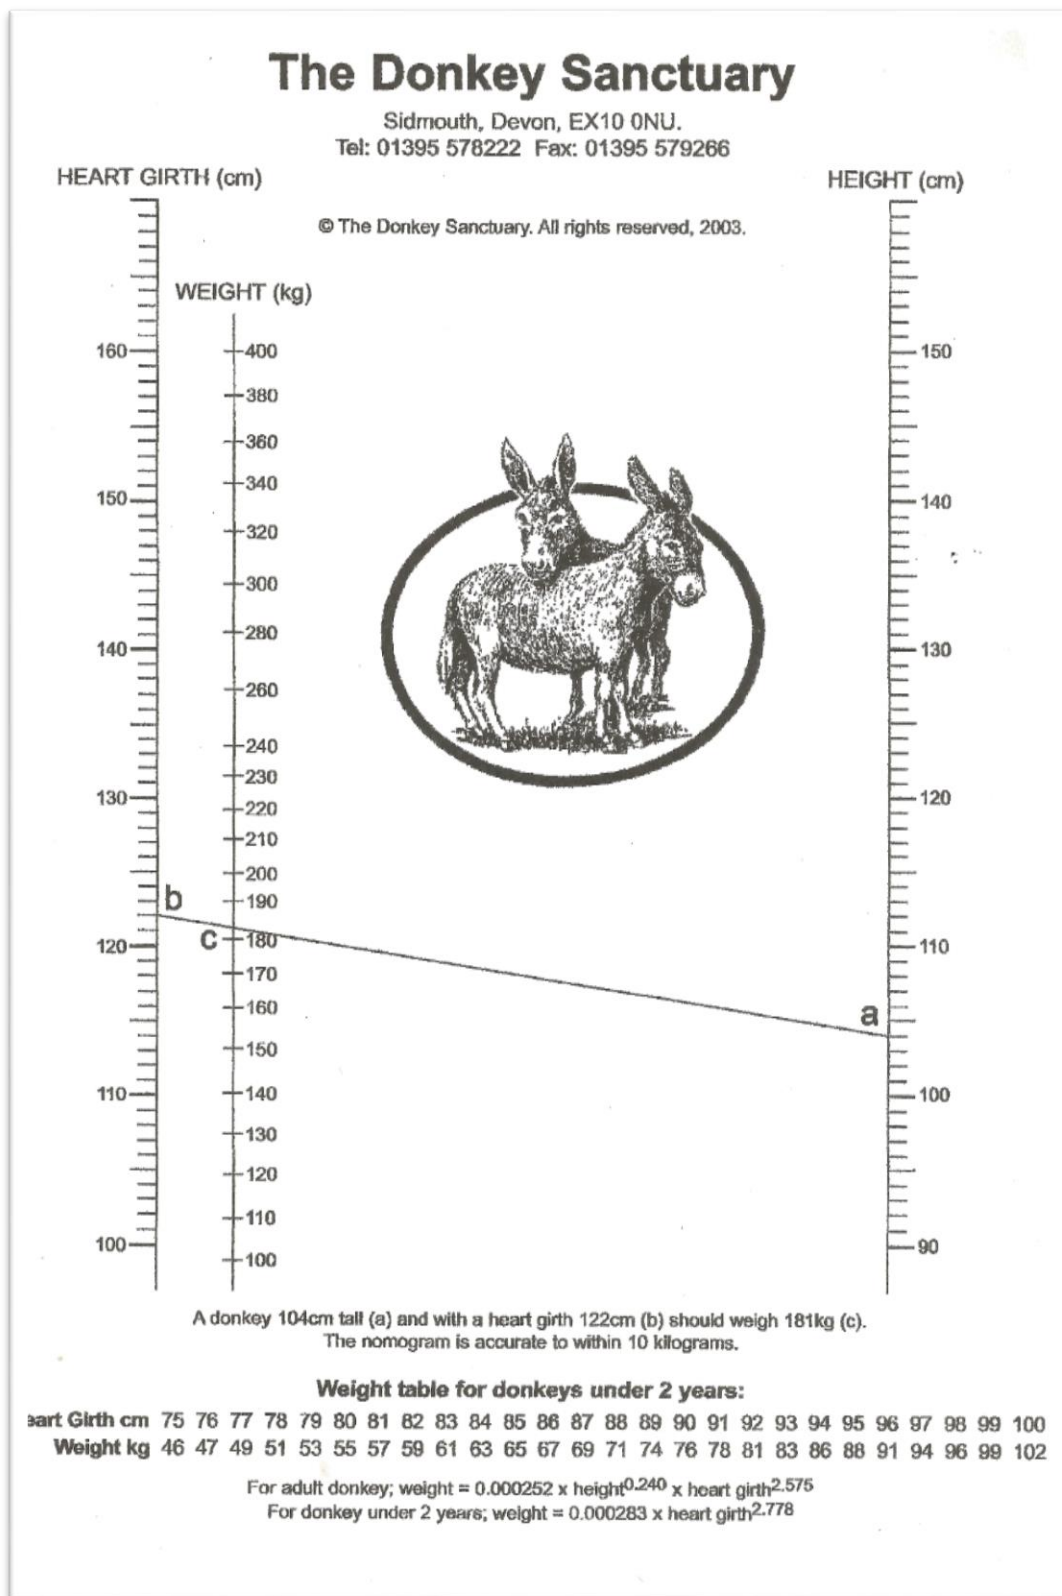 The Donkey Sanctuary
Sidmouth, Devon, EX10 0NU.
Tel: 01395 578222 Fax: 01395 579266
HEART GIRTH (cm)
HEIGHT (cm)
© The Donkey Sanctuary. All rights reserved, 2003.
WEIGHT (kg)
160
150
140
130
120
110
100
400
380
360
340
320
300
280
260
240
230
220
210
200
190
180
170
160
150
140
130
120
110
100
b
c
a
150
140
130
120
110
100
90
A donkey 104cm tall (a) and with a heart girth 122cm (b) should weigh 181kg (c).
The nomogram is accurate to within 10 kilograms.
Weight table for donkeys under 2 years:
eart Girth cm 75 76 77 78 79 80 81 82 83 84 85 86 87 88 89 90 91 92 93 94 95 96 97 98 99 100
Weight kg 46 47 49 51 53 55 57 59 61 63 65 67 69 71 74 76 78 81 83 86 88 91 94 96 99 102
For adult donkey; weight = 0.000252 x height^0.240 x heart girth^2.575
For donkey under 2 years; weight = 0.000283 x heart girth^2.778